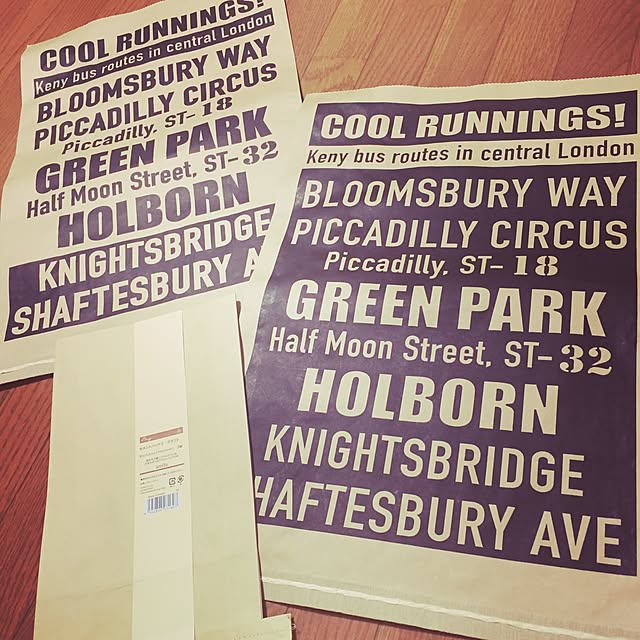 COOL RUNNINGS!
Keny bus routes in central London
BLOOMSBURY WAY
PICCADILLY CIRCUS
Piccadilly, ST-18
GREEN PARK
Half Moon Street, ST-32
HOLBORN
KNIGHTSBRIDGE
SHAFTESBURY A
COOL RUNNINGS!
Keny bus routes in central London
BLOOMSBURY WAY
PICCADILLY CIRCUS
Piccadilly, ST-18
GREEN PARK
Half Moon Street, ST-32
HOLBORN
KNIGHTSBRIDGE
HAFTESBURY AVE